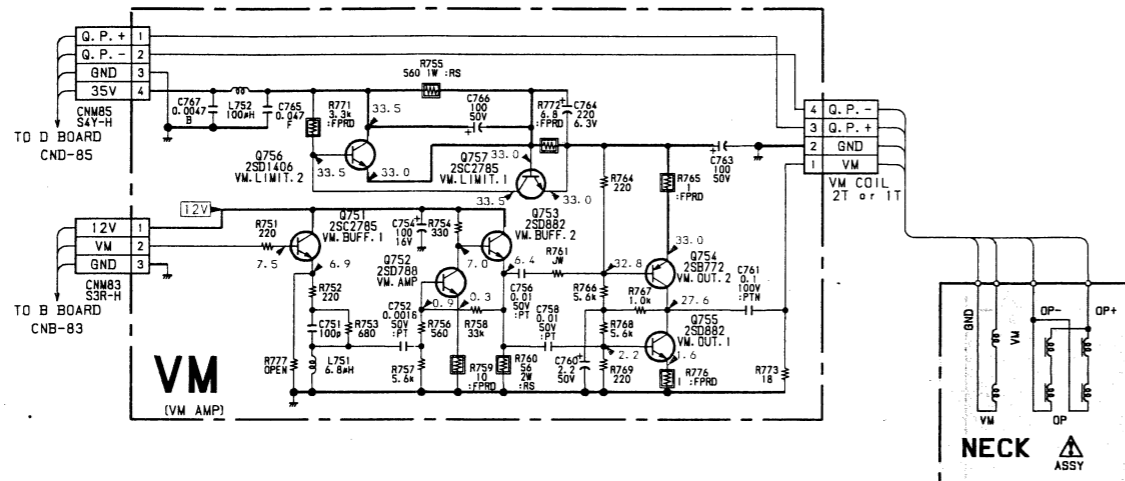 Q.P.+ 1
Q.P.- 2
GND 3
35V 4
CNM85
S4Y-H
TO D BOARD
CND-85
C767
0.0047
B
L752
100µH
C765
0.047
F
R771
3.3k
:FPRD
33.5
R755
560 1W :RS
C766
100
50V
R772
6.8
:FPRD
C764
220
6.3V
Q756
2SD1406
VM.LIMIT.2
33.5
33.0
Q757
2SC2785
VM.LIMIT.1
33.0
33.5
33.0
R764
220
R765
1
:FPRD
C763
100
50V
4 Q.P.-
3 Q.P.+
2 GND
1 VM
VM COIL
2T or 1T
12V 1
VM 2
GND 3
CNM83
S3R-H
TO B BOARD
CNB-83
12V
R751
220
7.5
Q751
2SC2785
VM.BUFF.1
6.9
C754
100
16V
R754
330
Q753
2SD882
VM.BUFF.2
7.0
6.4
Q752
2SD788
VM.AMP
0.9
0.3
R761
JW
32.8
33.0
Q754
2SB772
VM.OUT.2
C761
0.1
100V
:PTN
27.6
R752
220
C751
100p
R753
680
R777
OPEN
L751
6.8µH
C752
0.0016
50V
:PT
R756
560
R757
5.6k
R758
33k
R759
10
:FPRD
C756
0.01
50V
:PT
R760
56
2W
:RS
C758
0.01
50V
:PT
C760
2.2
50V
R766
5.6k
R767
1.0k
R768
5.6k
R769
220
2.2
Q755
2SD882
VM.OUT.1
1.6
R776
1 :FPRD
R773
18
VM
(VM AMP)
GND
VM
OP-
OP+
VM
OP
NECK
ASSY